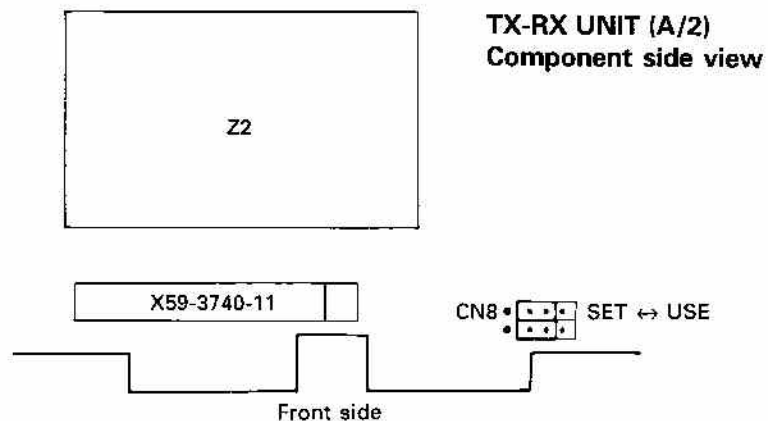 TX-RX UNIT (A/2)
Component side view
Z2
X59-3740-11
CN8
SET ↔ USE
Front side